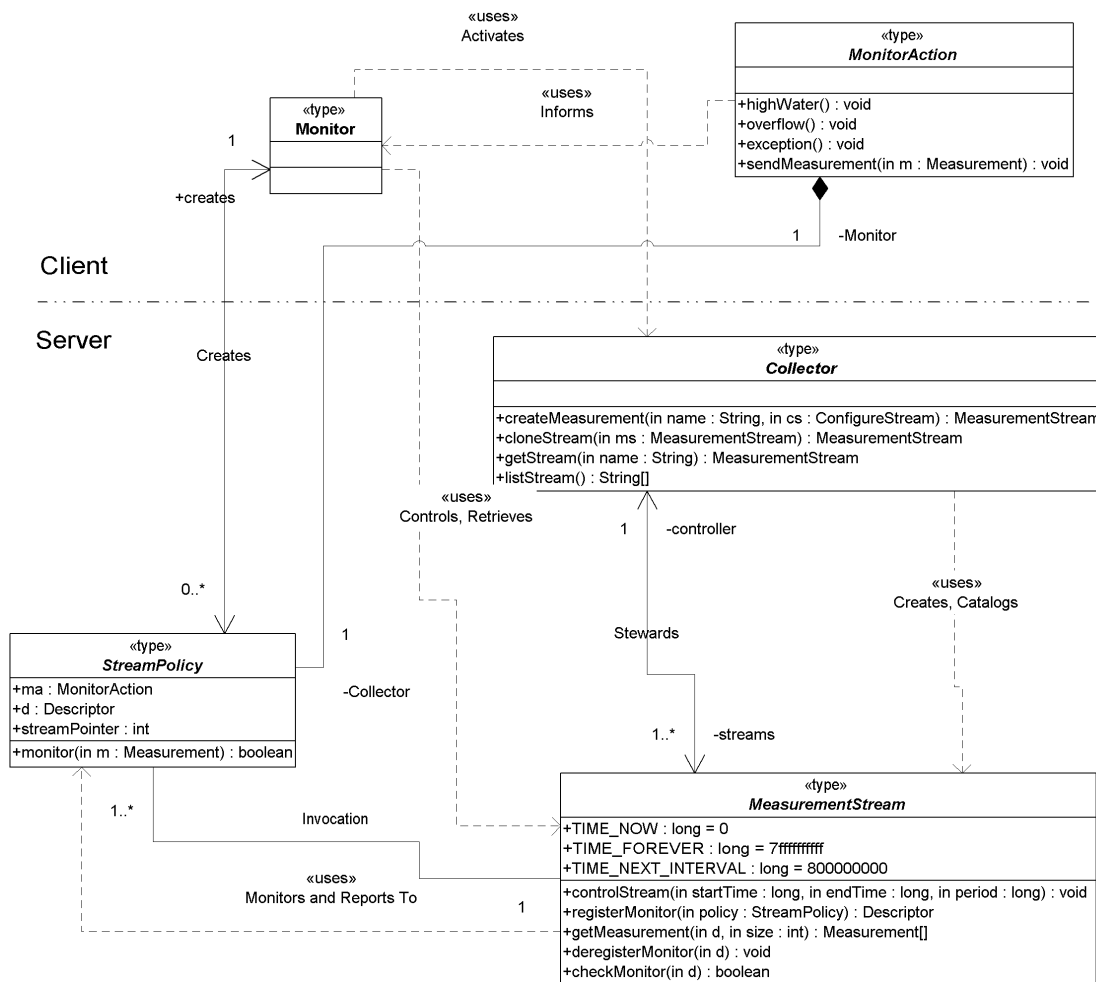 «uses»
Activates
«type»
MonitorAction
+highWater() : void
+overflow() : void
+exception() : void
+sendMeasurement(in m : Measurement) : void
«uses»
Informs
«type»
Monitor
1
+creates
1
-Monitor
Client
Server
Creates
«type»
Collector
+createMeasurement(in name : String, in cs : ConfigureStream) : MeasurementStream
+cloneStream(in ms : MeasurementStream) : MeasurementStream
+getStream(in name : String) : MeasurementStream
+listStream() : String[]
«uses»
Controls, Retrieves
1
-controller
«uses»
Creates, Catalogs
0..*
Stewards
«type»
StreamPolicy
+ma : MonitorAction
+d : Descriptor
+streamPointer : int
+monitor(in m : Measurement) : boolean
1
-Collector
1..*
-streams
«type»
MeasurementStream
+TIME_NOW : long = 0
+TIME_FOREVER : long = 7ffffffffff
+TIME_NEXT_INTERVAL : long = 800000000
+controlStream(in startTime : long, in endTime : long, in period : long) : void
+registerMonitor(in policy : StreamPolicy) : Descriptor
+getMeasurement(in d, in size : int) : Measurement[]
+deregisterMonitor(in d) : void
+checkMonitor(in d) : boolean
1..*
Invocation
«uses»
Monitors and Reports To
1